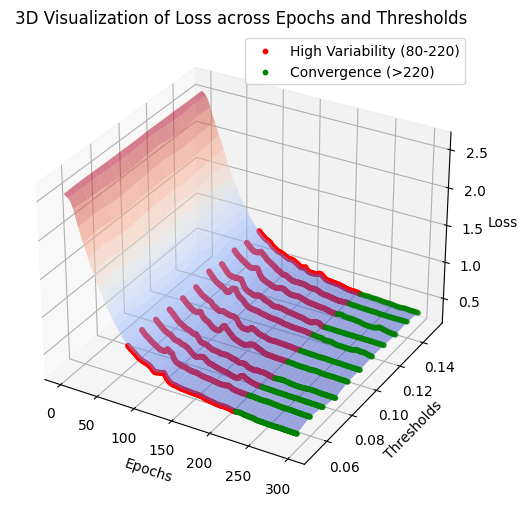 3D Visualization of Loss across Epochs and Thresholds
High Variability (80-220)
Convergence (>220)
2.5
2.0
1.5
1.0
0.5
Loss
0
50
100
150
200
250
300
Epochs
0.06
0.08
0.10
0.12
0.14
Thresholds